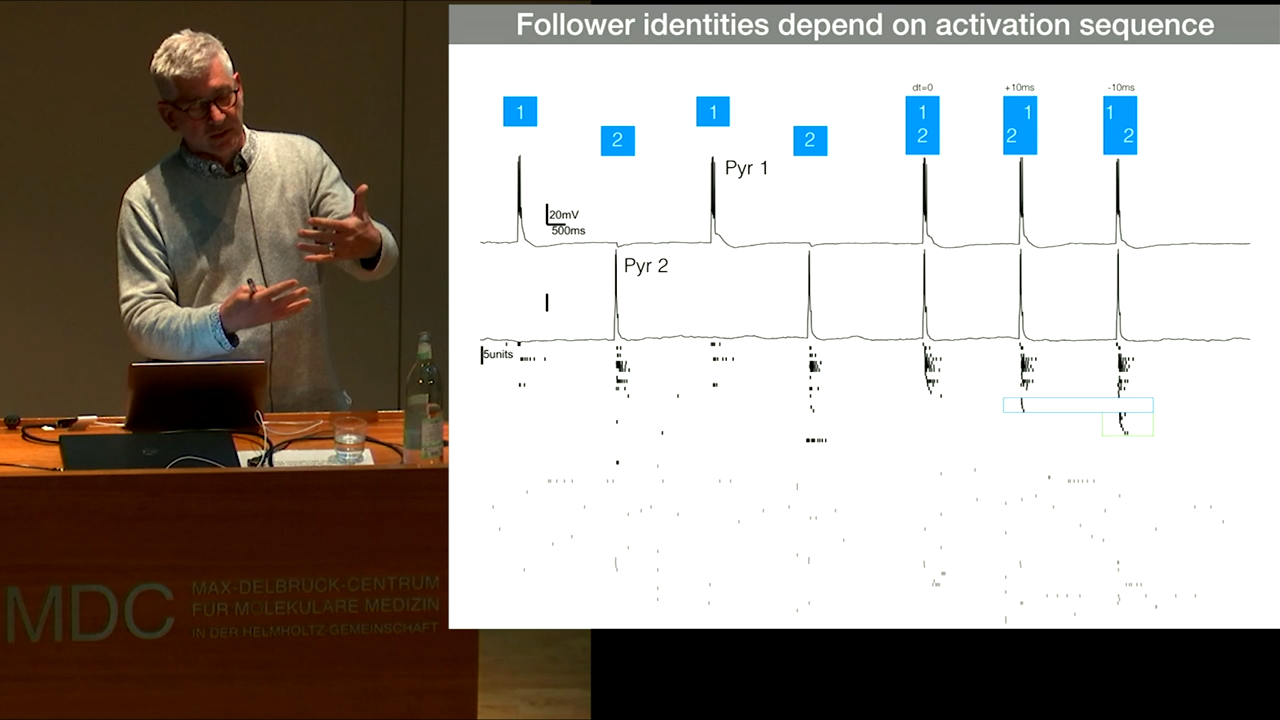 Follower identities depend on activation sequence
dt=0
+10ms
-10ms
1
1
1
1
1
2
2
2
2
2
Pyr 1
20mV
500ms
Pyr 2
5units
MDC
MAX-DELBRÜCK-CENTRUM
FÜR MOLEKULARE MEDIZIN
IN DER HELMHOLTZ-GEMEINSCHAFT